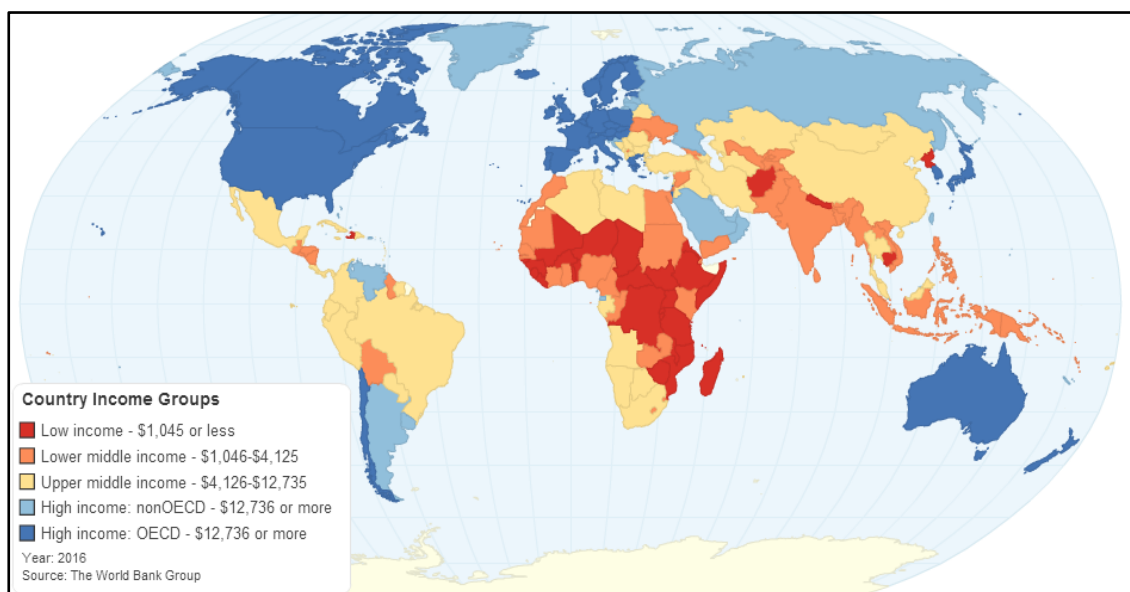 Country Income Groups
Low income - $1,045 or less
Lower middle income - $1,046-$4,125
Upper middle income - $4,126-$12,735
High income: nonOECD - $12,736 or more
High income: OECD - $12,736 or more
Year: 2016
Source: The World Bank Group